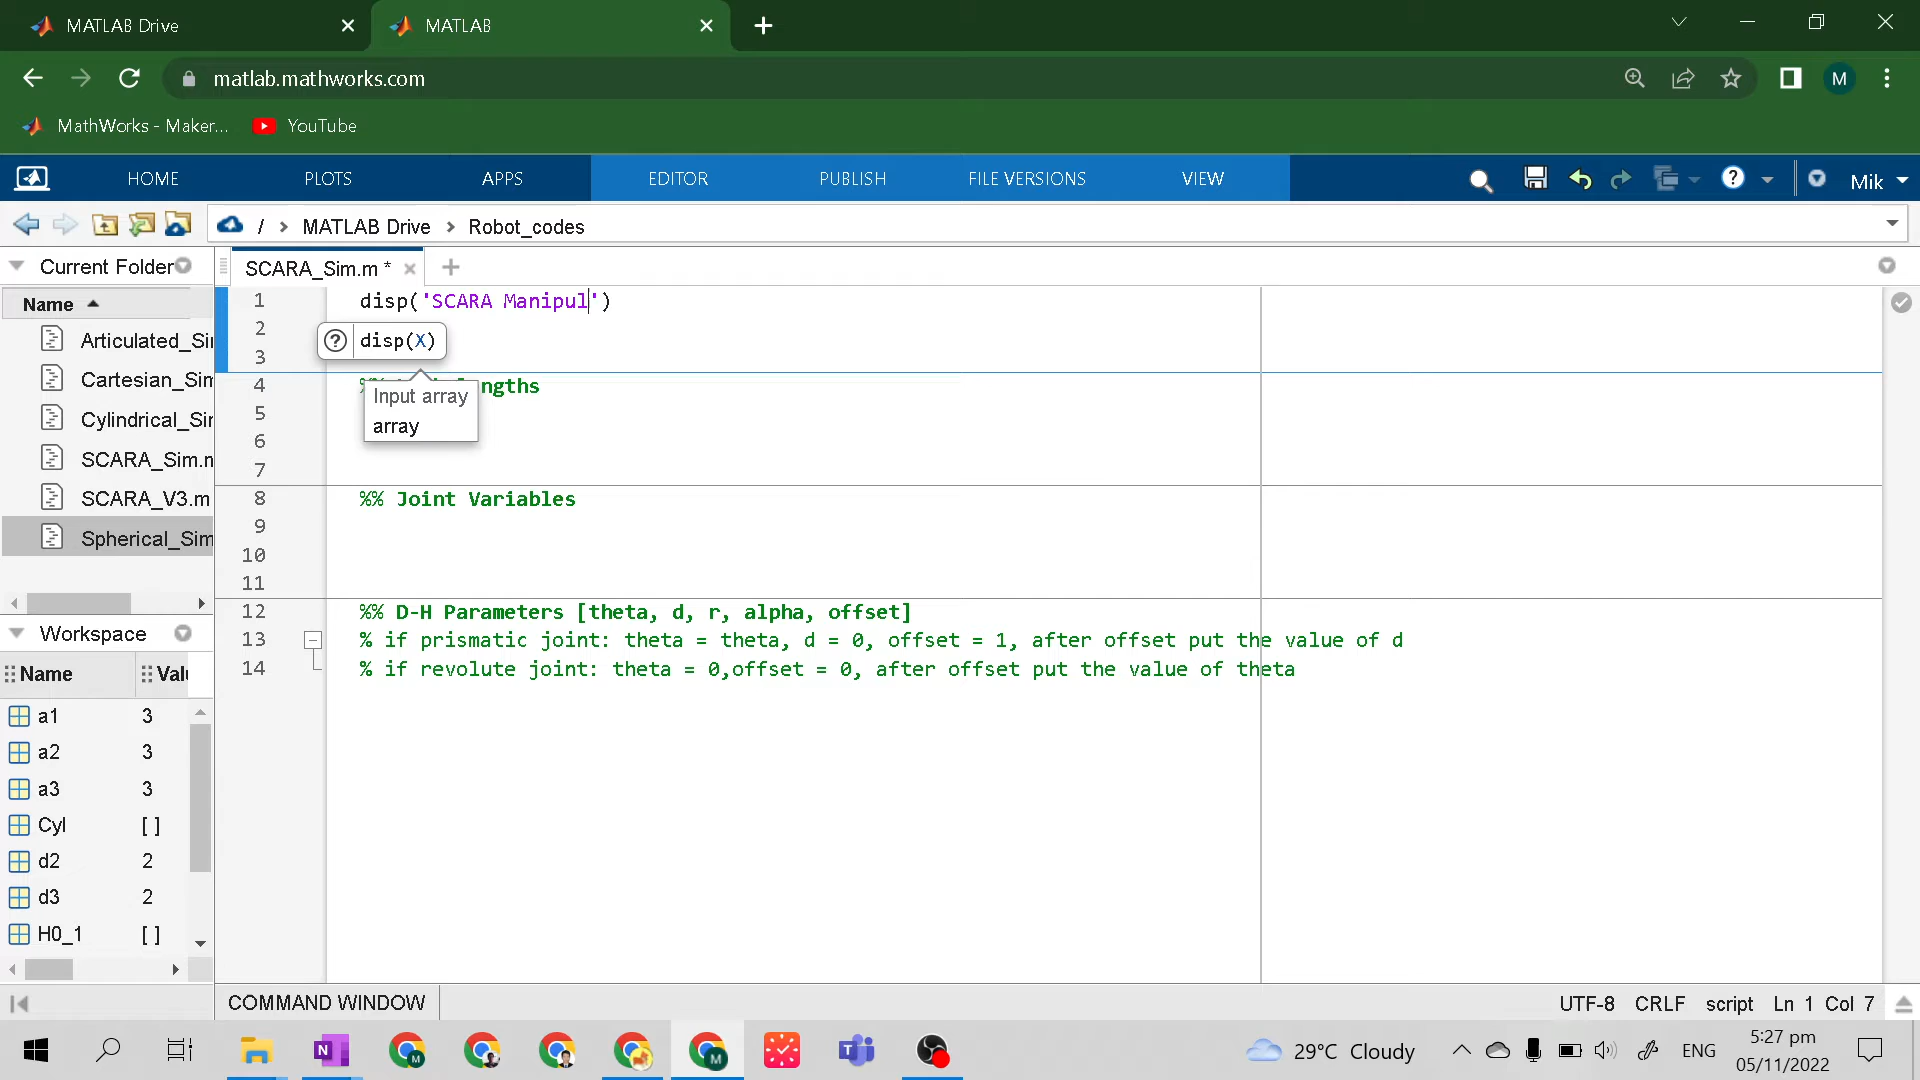 MATLAB Drive
MATLAB
matlab.mathworks.com
M
MathWorks - Maker...
YouTube
HOME
PLOTS
APPS
EDITOR
PUBLISH
FILE VERSIONS
VIEW
Mik
/ > MATLAB Drive > Robot_codes
Current Folder
SCARA_Sim.m *
Name
Articulated_Si
Cartesian_Sim
Cylindrical_Sir
SCARA_Sim.m
SCARA_V3.m
Spherical_Sim
1 disp('SCARA Manipul')
2
disp(X)
3
Input array
array
4 %% ngths
5
6
7
8 %% Joint Variables
9
10
11
12 %% D-H Parameters [theta, d, r, alpha, offset]
13 % if prismatic joint: theta = theta, d = 0, offset = 1, after offset put the value of d
14 % if revolute joint: theta = 0,offset = 0, after offset put the value of theta
Workspace
Name Valu
a1 3
a2 3
a3 3
Cyl [ ]
d2 2
d3 2
H0_1 [ ]
COMMAND WINDOW
UTF-8 CRLF script Ln 1 Col 7
29°C Cloudy
ENG
5:27 pm
05/11/2022